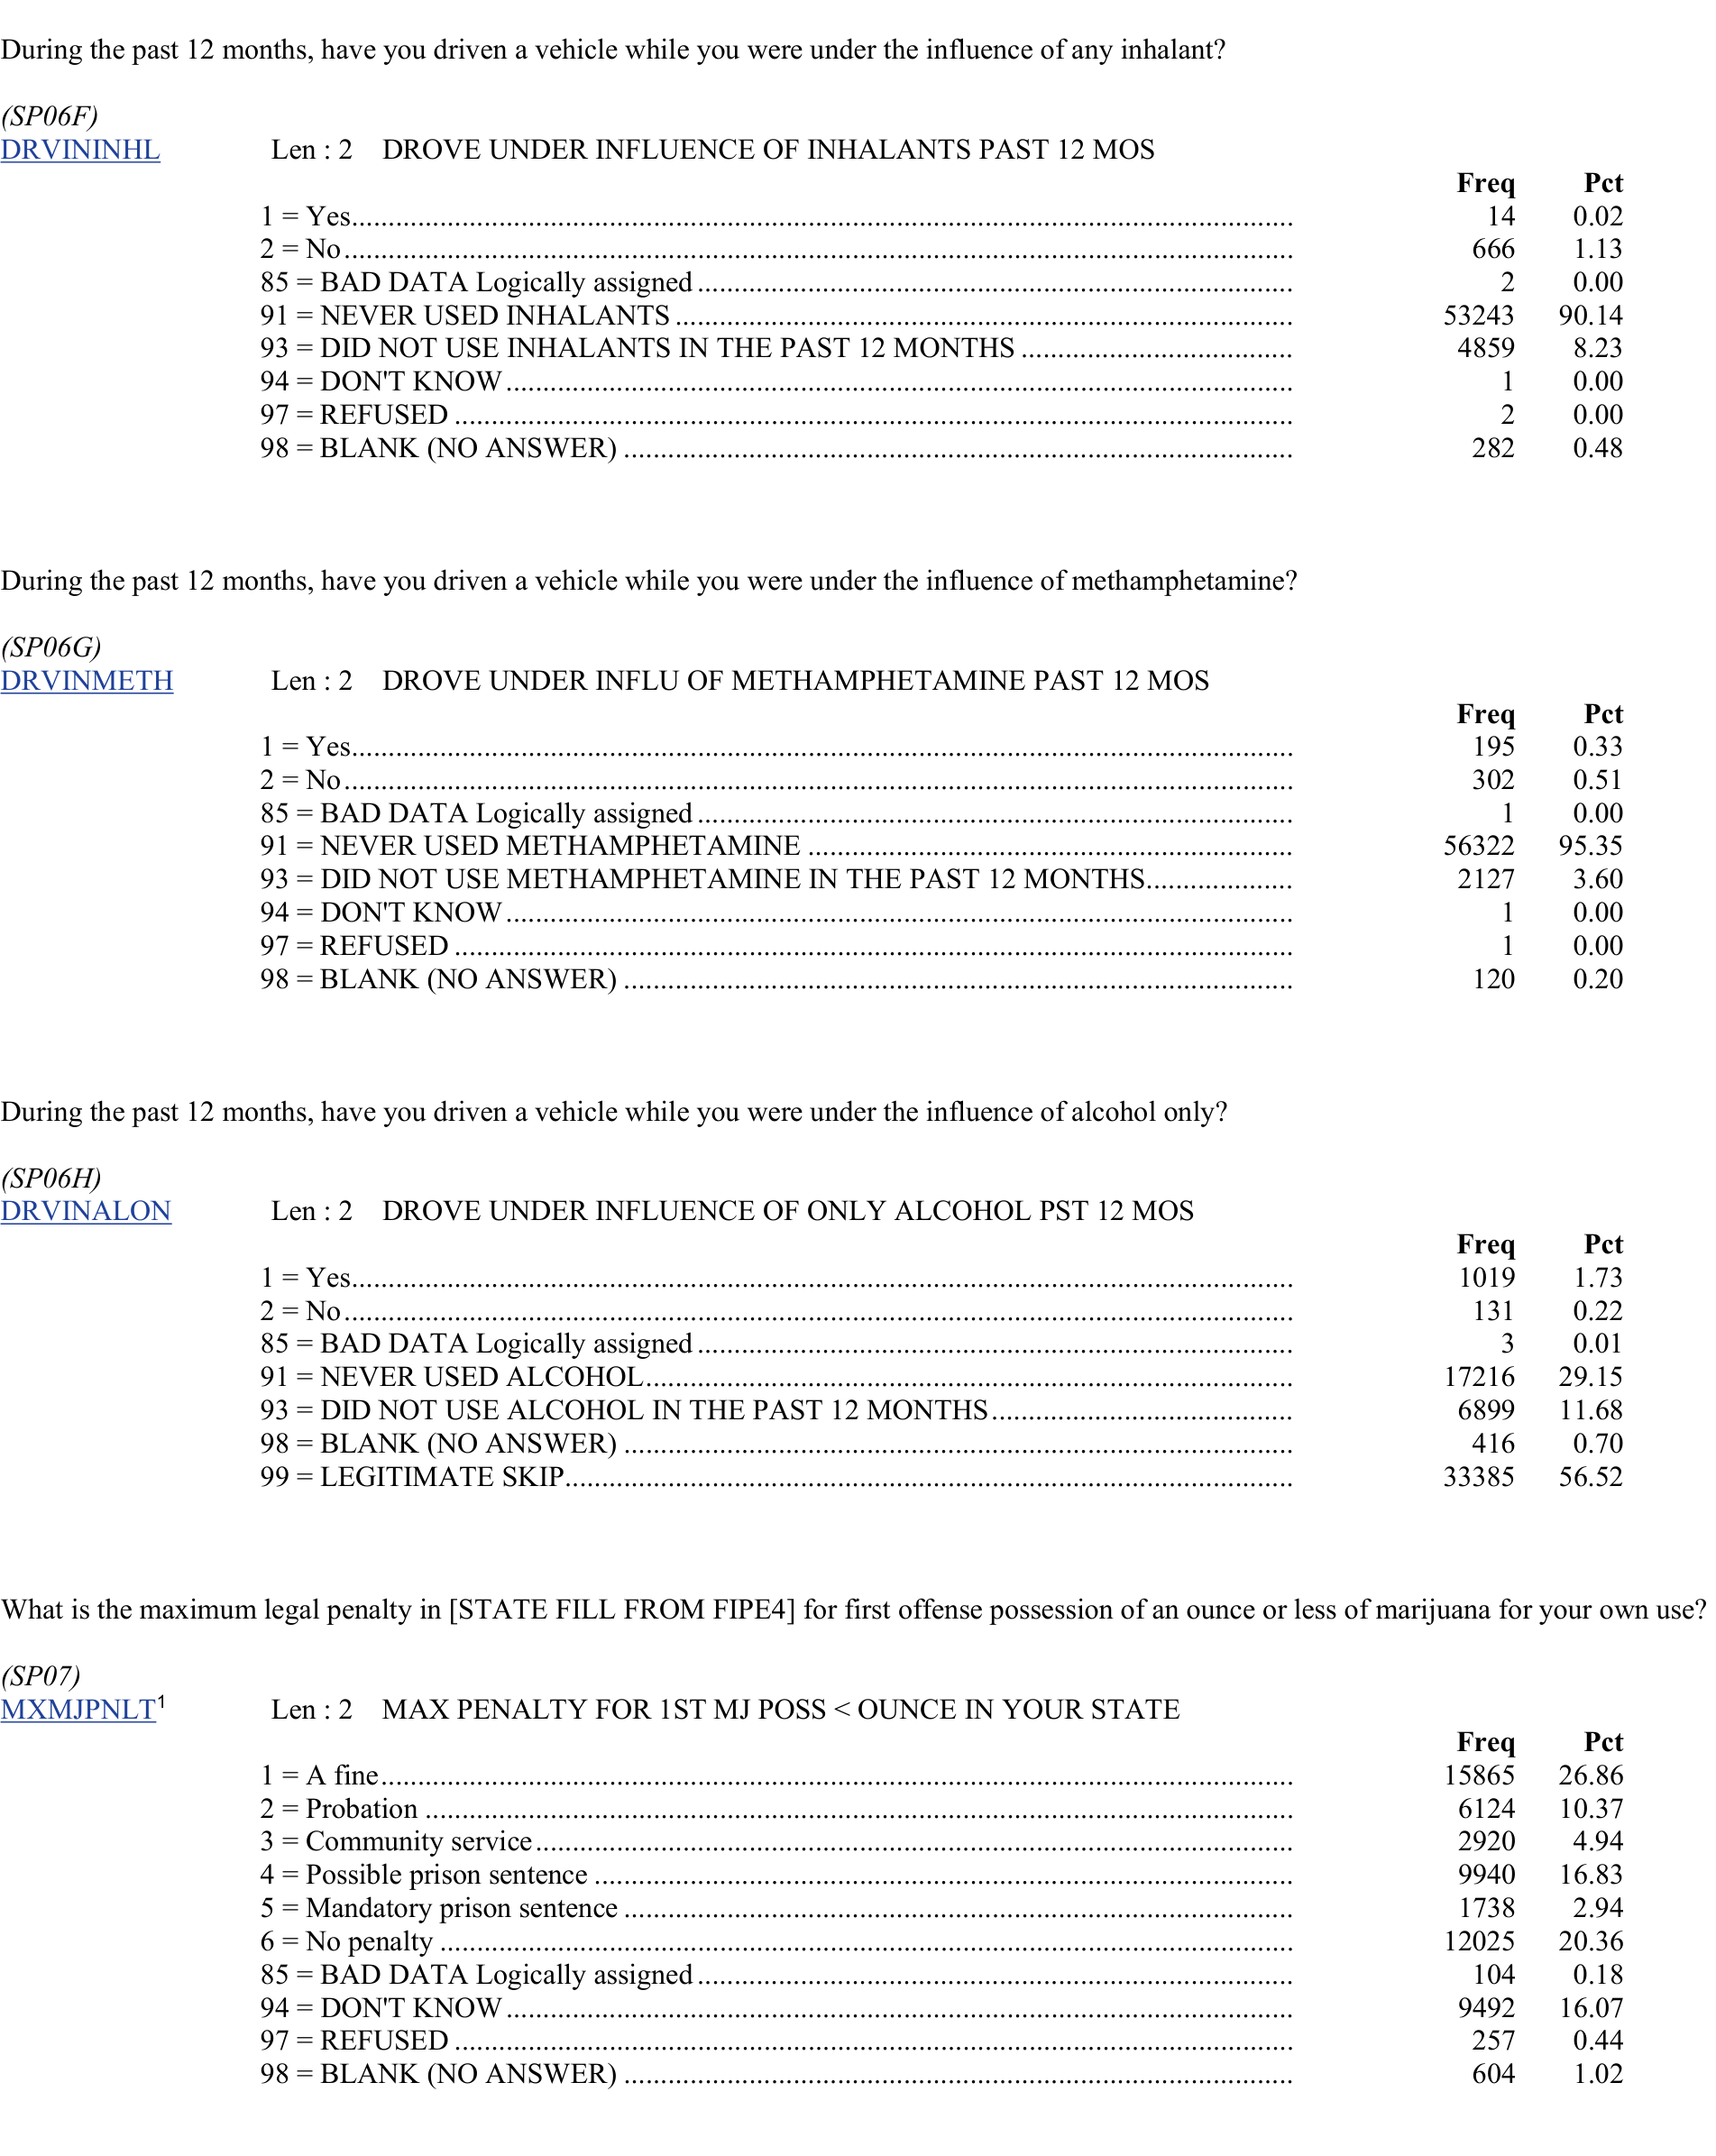 During the past 12 months, have you driven a vehicle while you were under the influence of any inhalant?
(SP06F)
DRVININHL Len : 2 DROVE UNDER INFLUENCE OF INHALANTS PAST 12 MOS
Freq Pct
1 = Yes 14 0.02
2 = No 666 1.13
85 = BAD DATA Logically assigned 2 0.00
91 = NEVER USED INHALANTS 53243 90.14
93 = DID NOT USE INHALANTS IN THE PAST 12 MONTHS 4859 8.23
94 = DON'T KNOW 1 0.00
97 = REFUSED 2 0.00
98 = BLANK (NO ANSWER) 282 0.48
During the past 12 months, have you driven a vehicle while you were under the influence of methamphetamine?
(SP06G)
DRVINMETH Len : 2 DROVE UNDER INFLU OF METHAMPHETAMINE PAST 12 MOS
Freq Pct
1 = Yes 195 0.33
2 = No 302 0.51
85 = BAD DATA Logically assigned 1 0.00
91 = NEVER USED METHAMPHETAMINE 56322 95.35
93 = DID NOT USE METHAMPHETAMINE IN THE PAST 12 MONTHS 2127 3.60
94 = DON'T KNOW 1 0.00
97 = REFUSED 1 0.00
98 = BLANK (NO ANSWER) 120 0.20
During the past 12 months, have you driven a vehicle while you were under the influence of alcohol only?
(SP06H)
DRVINALON Len : 2 DROVE UNDER INFLUENCE OF ONLY ALCOHOL PST 12 MOS
Freq Pct
1 = Yes 1019 1.73
2 = No 131 0.22
85 = BAD DATA Logically assigned 3 0.01
91 = NEVER USED ALCOHOL 17216 29.15
93 = DID NOT USE ALCOHOL IN THE PAST 12 MONTHS 6899 11.68
98 = BLANK (NO ANSWER) 416 0.70
99 = LEGITIMATE SKIP 33385 56.52
What is the maximum legal penalty in [STATE FILL FROM FIPE4] for first offense possession of an ounce or less of marijuana for your own use?
(SP07)
MXMJPNLT¹ Len : 2 MAX PENALTY FOR 1ST MJ POSS < OUNCE IN YOUR STATE
Freq Pct
1 = A fine 15865 26.86
2 = Probation 6124 10.37
3 = Community service 2920 4.94
4 = Possible prison sentence 9940 16.83
5 = Mandatory prison sentence 1738 2.94
6 = No penalty 12025 20.36
85 = BAD DATA Logically assigned 104 0.18
94 = DON'T KNOW 9492 16.07
97 = REFUSED 257 0.44
98 = BLANK (NO ANSWER) 604 1.02